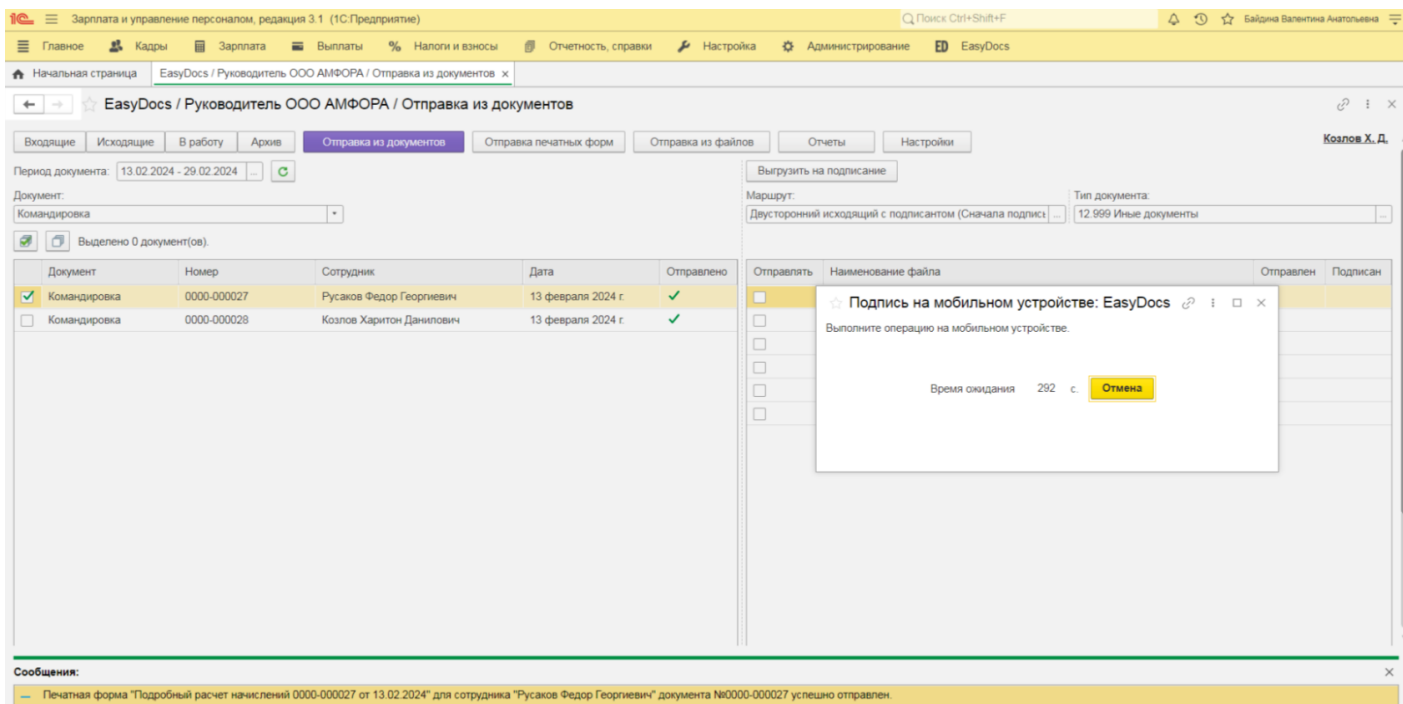 1С Зарплата и управление персоналом, редакция 3.1 (1С:Предприятие) Поиск Ctrl+Shift+F Байдина Валентина Анатольевна
Главное Кадры Зарплата Выплаты % Налоги и взносы Отчетность, справки Настройка Администрирование ED EasyDocs
Начальная страница EasyDocs / Руководитель ООО АМФОРА / Отправка из документов x
EasyDocs / Руководитель ООО АМФОРА / Отправка из документов
Входящие Исходящие В работу Архив Отправка из документов Отправка печатных форм Отправка из файлов Отчеты Настройки Козлов Х. Д.
Период документа: 13.02.2024 - 29.02.2024 ... Выгрузить на подписание
Документ: Маршрут: Тип документа:
Командировка Двусторонний исходящий с подписантом (Сначала подпись ... 12.999 Иные документы ...
Выделено 0 документ(ов).
Документ Номер Сотрудник Дата Отправлено Отправлять Наименование файла Отправлен Подписан
Командировка 0000-000027 Русаков Федор Георгиевич 13 февраля 2024 г.
Командировка 0000-000028 Козлов Харитон Данилович 13 февраля 2024 г.
Подпись на мобильном устройстве: EasyDocs
Выполните операцию на мобильном устройстве.
Время ожидания 292 с. Отмена
Сообщения:
Печатная форма "Подробный расчет начислений 0000-000027 от 13.02.2024" для сотрудника "Русаков Федор Георгиевич" документа №0000-000027 успешно отправлен.